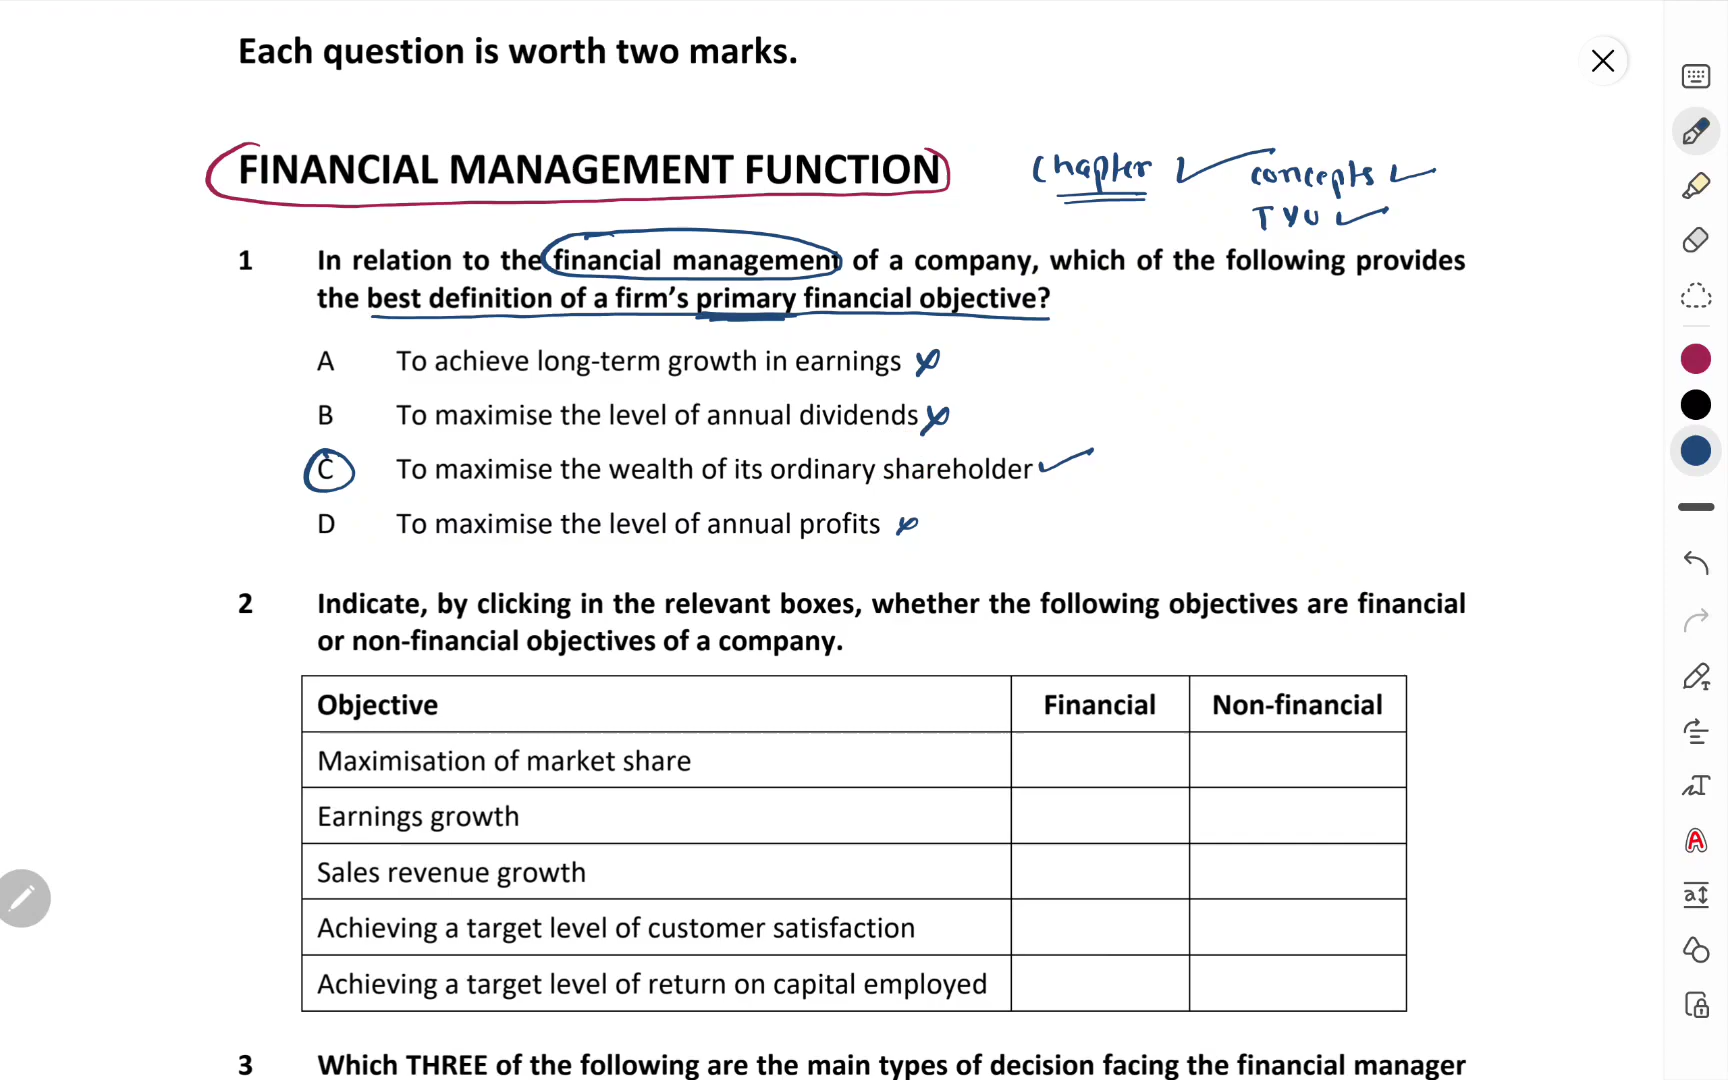 Each question is worth two marks.
FINANCIAL MANAGEMENT FUNCTION
chapter
concepts
TYU
1 In relation to the financial management of a company, which of the following provides
the best definition of a firm's primary financial objective?
A To achieve long-term growth in earnings
B To maximise the level of annual dividends
C To maximise the wealth of its ordinary shareholder
D To maximise the level of annual profits
2 Indicate, by clicking in the relevant boxes, whether the following objectives are financial
or non-financial objectives of a company.
Objective Financial Non-financial
Maximisation of market share
Earnings growth
Sales revenue growth
Achieving a target level of customer satisfaction
Achieving a target level of return on capital employed
3 Which THREE of the following are the main types of decision facing the financial manager